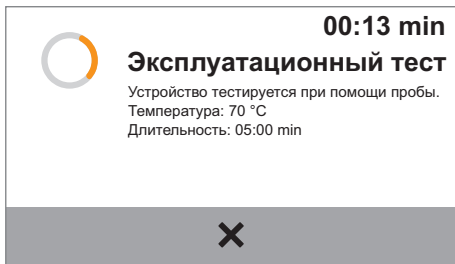 00:13 min
Эксплуатационный тест
Устройство тестируется при помощи пробы.
Температура: 70 °C
Длительность: 05:00 min